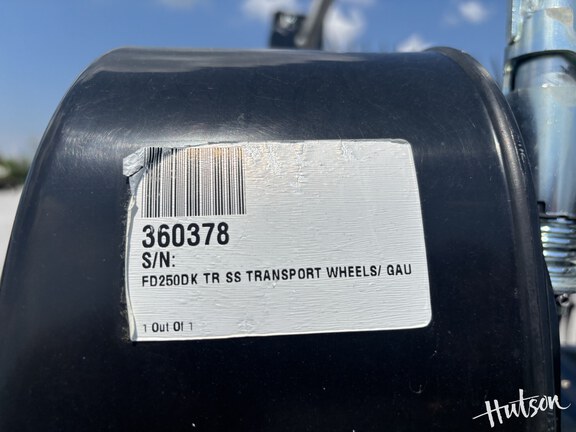 360378
S/N:
FD250DK TR SS TRANSPORT WHEELS/ GAU
1 Out Of 1
Hutson